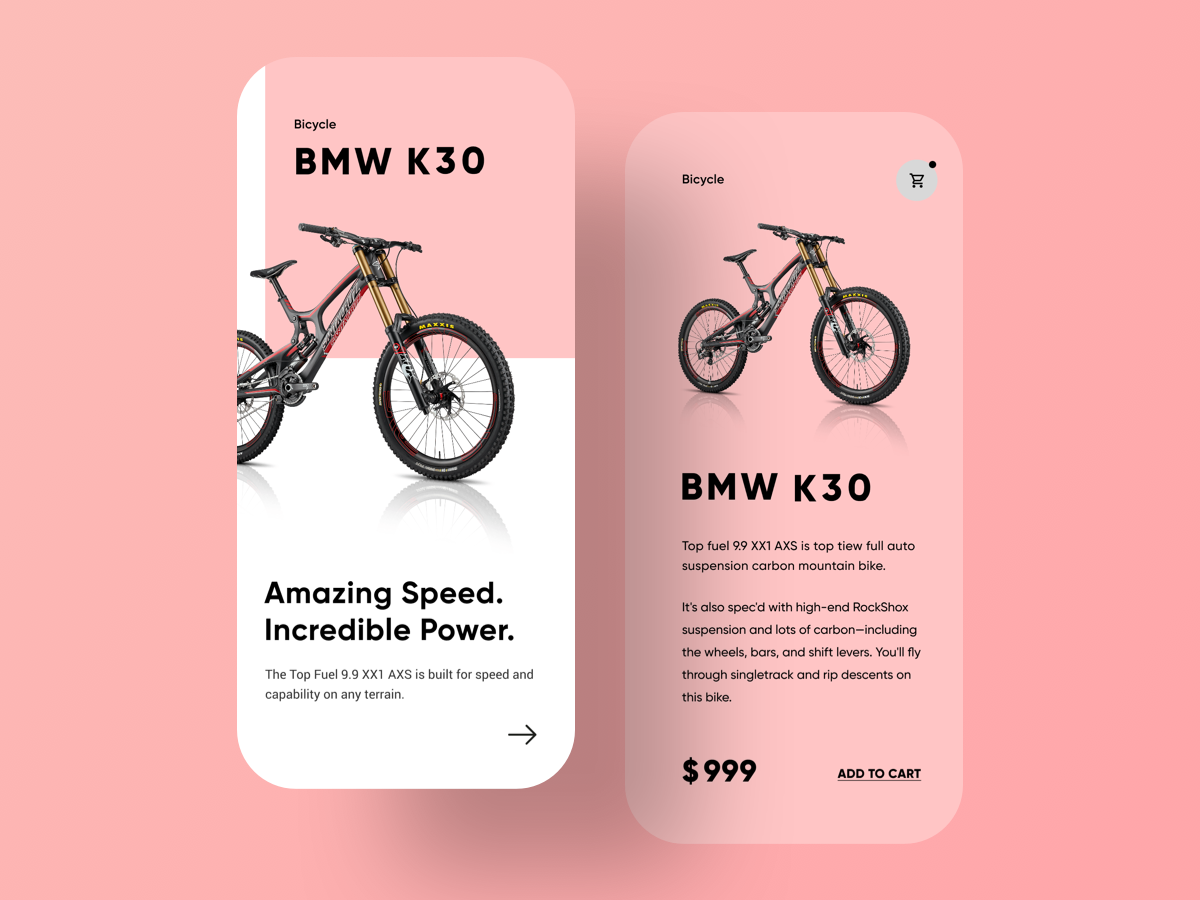 Bicycle
BMW K30
MAXXIS
Amazing Speed.
Incredible Power.
The Top Fuel 9.9 XX1 AXS is built for speed and
capability on any terrain.
Bicycle
MAXXIS
BMW K30
Top fuel 9.9 XX1 AXS is top tiew full auto
suspension carbon mountain bike.
It's also spec'd with high-end RockShox
suspension and lots of carbon—including
the wheels, bars, and shift levers. You'll fly
through singletrack and rip descents on
this bike.
$999
ADD TO CART